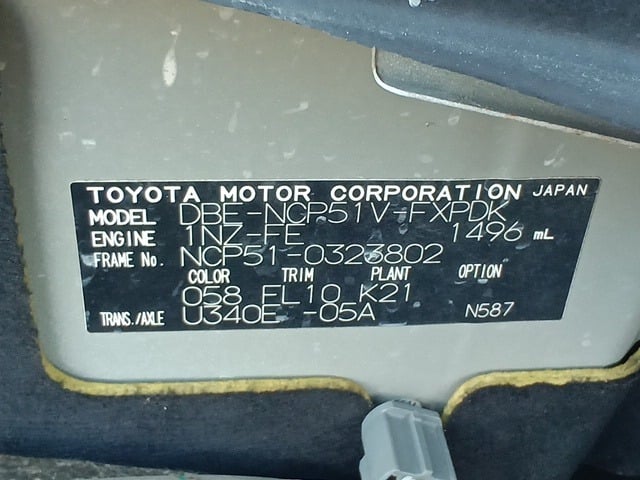 TOYOTA MOTOR CORPORATION JAPAN
MODEL DBE-NCP51V-FXPDK
ENGINE 1NZ-FE 1496 mL
FRAME No. NCP51-0323802
COLOR TRIM PLANT OPTION
058 FL10 K21
TRANS./AXLE U340E -05A N587